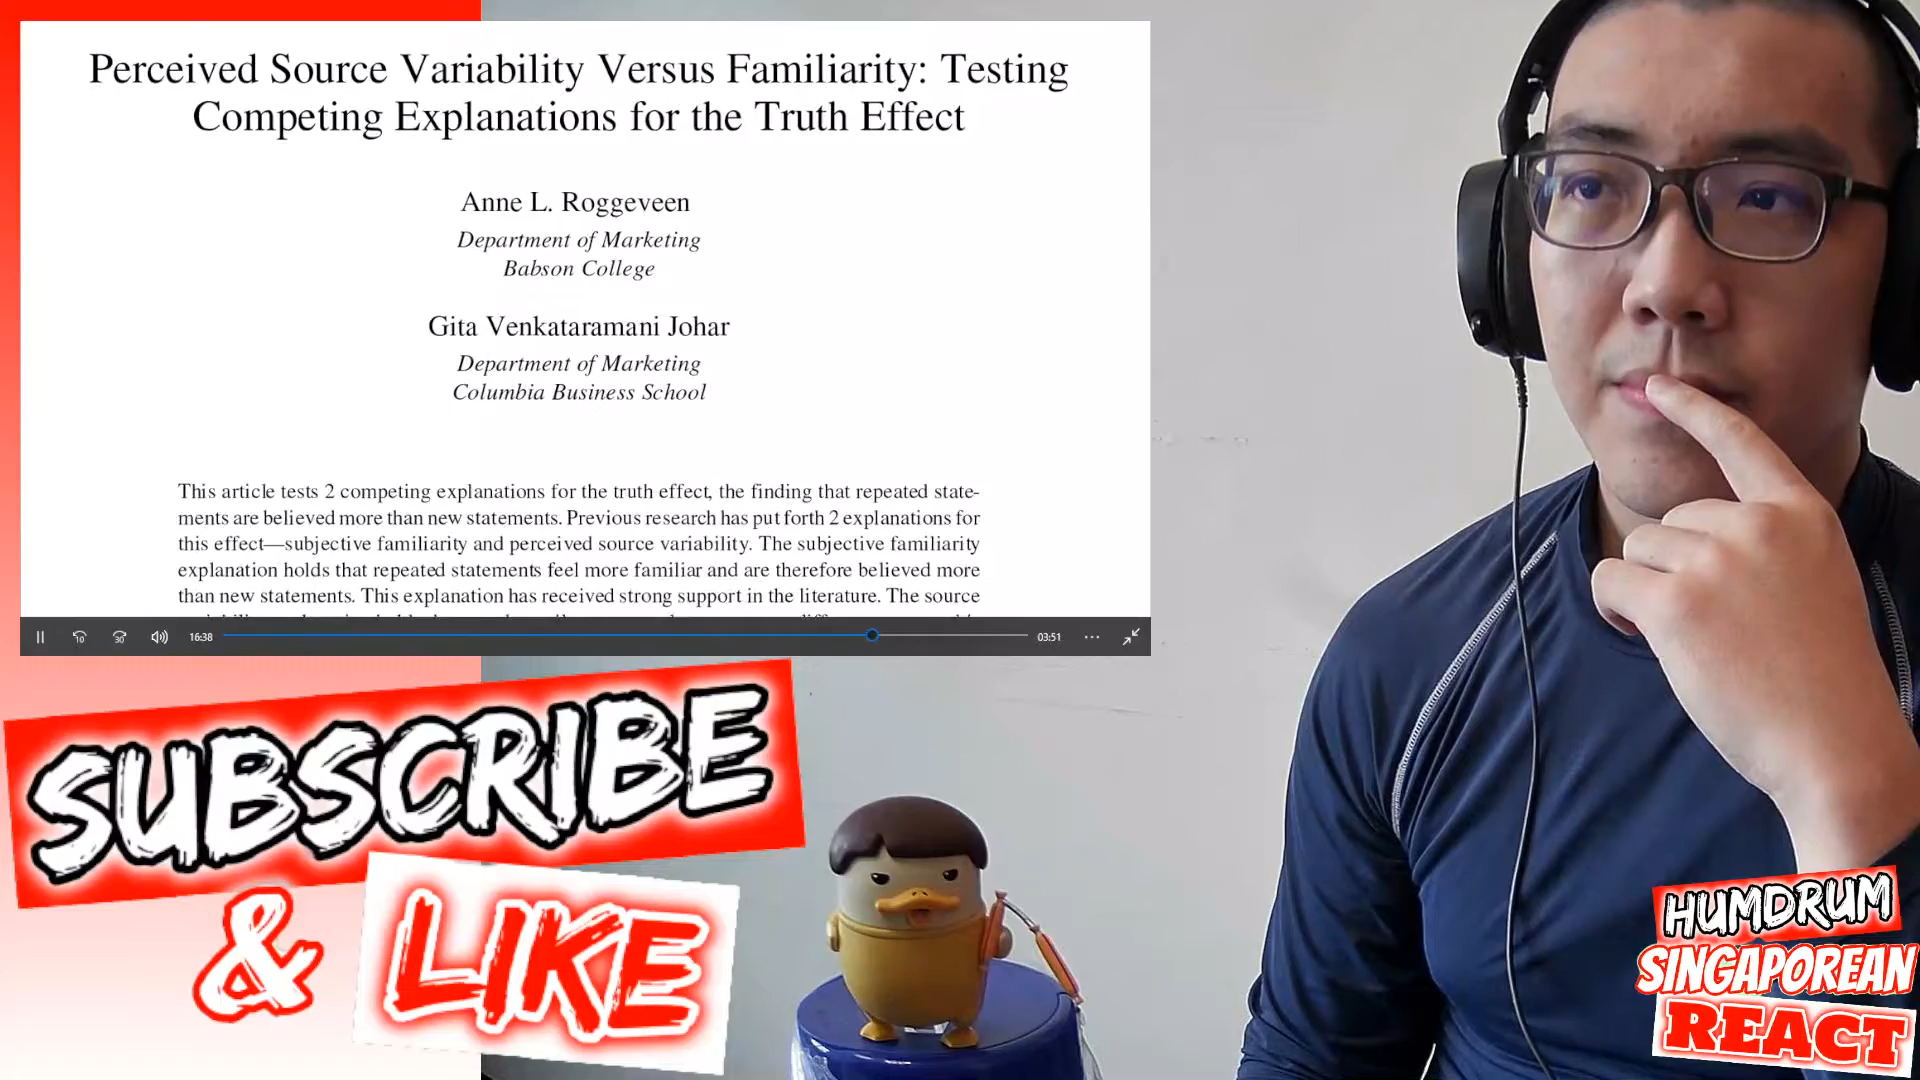 Perceived Source Variability Versus Familiarity: Testing
Competing Explanations for the Truth Effect
Anne L. Roggeveen
Department of Marketing
Babson College
Gita Venkataramani Johar
Department of Marketing
Columbia Business School
This article tests 2 competing explanations for the truth effect, the finding that repeated state-
ments are believed more than new statements. Previous research has put forth 2 explanations for
this effect—subjective familiarity and perceived source variability. The subjective familiarity
explanation holds that repeated statements feel more familiar and are therefore believed more
than new statements. This explanation has received strong support in the literature. The source
10
30
16:38
03:51
SUBSCRIBE
& LIKE
HUMDRUM
SINGAPOREAN
REACT